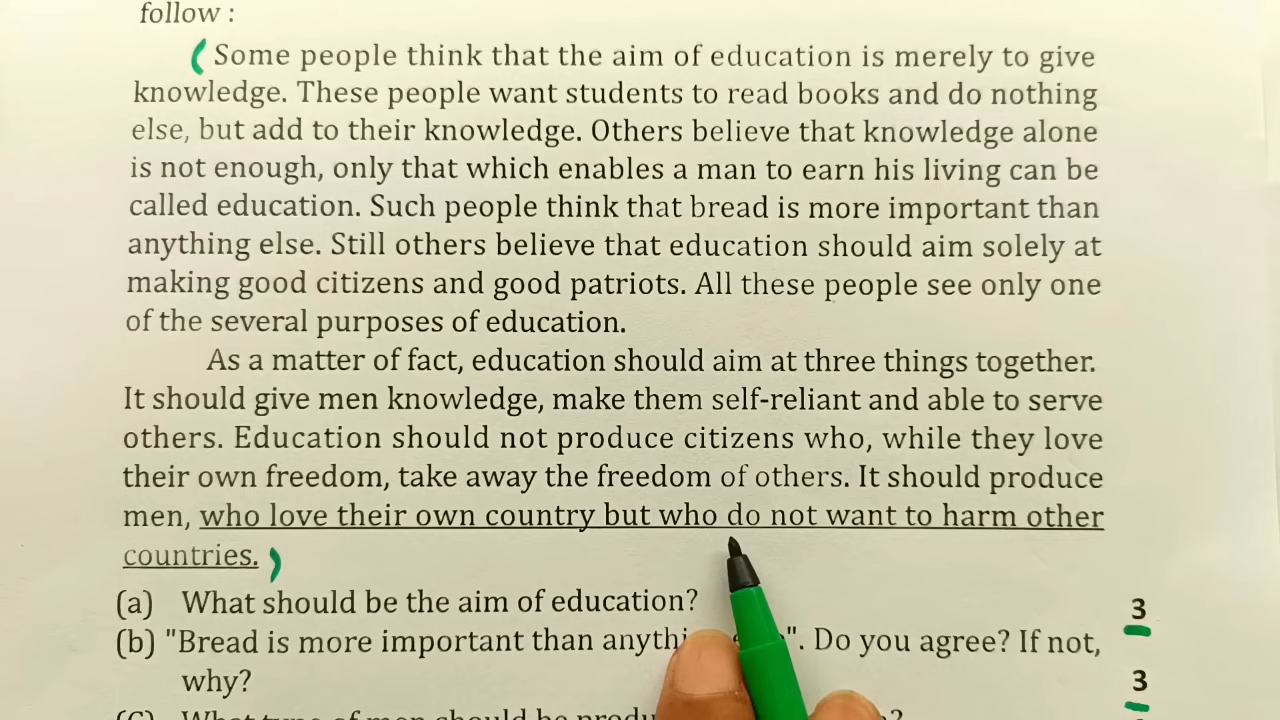 follow :
(Some people think that the aim of education is merely to give
knowledge. These people want students to read books and do nothing
else, but add to their knowledge. Others believe that knowledge alone
is not enough, only that which enables a man to earn his living can be
called education. Such people think that bread is more important than
anything else. Still others believe that education should aim solely at
making good citizens and good patriots. All these people see only one
of the several purposes of education.
As a matter of fact, education should aim at three things together.
It should give men knowledge, make them self-reliant and able to serve
others. Education should not produce citizens who, while they love
their own freedom, take away the freedom of others. It should produce
men, who love their own country but who do not want to harm other
countries. )
(a) What should be the aim of education? 3
(b) "Bread is more important than ". Do you agree? If not,
why? 3
(C) What type of men should be ?